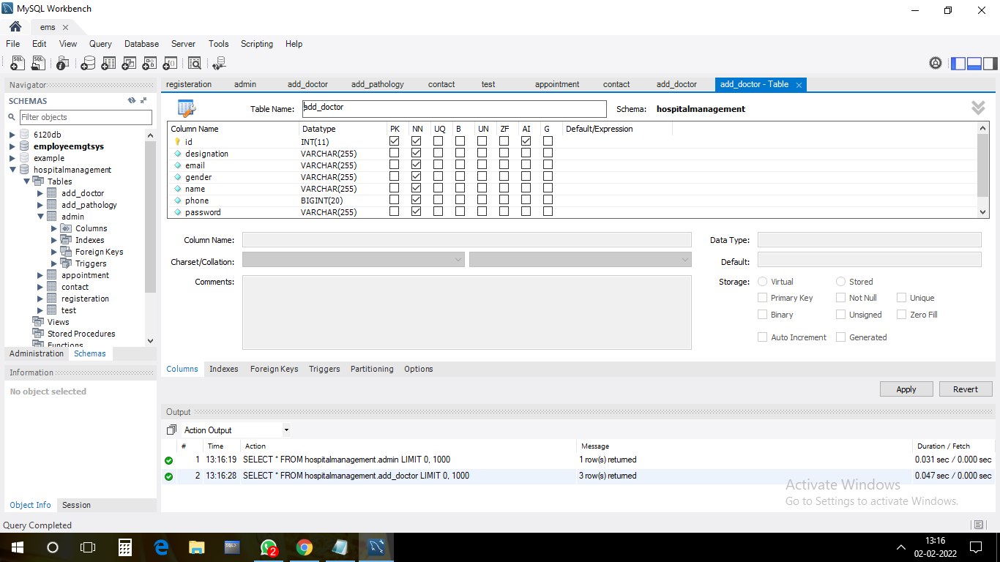 MySQL Workbench
ems
File Edit View Query Database Server Tools Scripting Help
Navigator
SCHEMAS
Filter objects
6120db
employeemgtsys
example
hospitalmanagement
Tables
add_doctor
add_pathology
admin
Columns
Indexes
Foreign Keys
Triggers
appointment
contact
registeration
test
Views
Stored Procedures
Functions
Administration Schemas
Information
No object selected
Object Info Session
registeration admin add_doctor add_pathology contact test appointment contact add_doctor add_doctor - Table
Table Name: add_doctor Schema: hospitalmanagement
Column Name Datatype PK NN UQ B UN ZF AI G Default/Expression
id INT(11)
designation VARCHAR(255)
email VARCHAR(255)
gender VARCHAR(255)
name VARCHAR(255)
phone BIGINT(20)
password VARCHAR(255)
Column Name: Data Type:
Charset/Collation: Default:
Comments: Storage: Virtual Stored
Primary Key Not Null Unique
Binary Unsigned Zero Fill
Auto Increment Generated
Columns Indexes Foreign Keys Triggers Partitioning Options
Apply Revert
Output
Action Output
# Time Action Message Duration / Fetch
1 13:16:19 SELECT * FROM hospitalmanagement.admin LIMIT 0, 1000 1 row(s) returned 0.031 sec / 0.000 sec
2 13:16:28 SELECT * FROM hospitalmanagement.add_doctor LIMIT 0, 1000 3 row(s) returned 0.047 sec / 0.000 sec
Activate Windows
Go to Settings to activate Windows.
Query Completed
2
13:16
02-02-2022